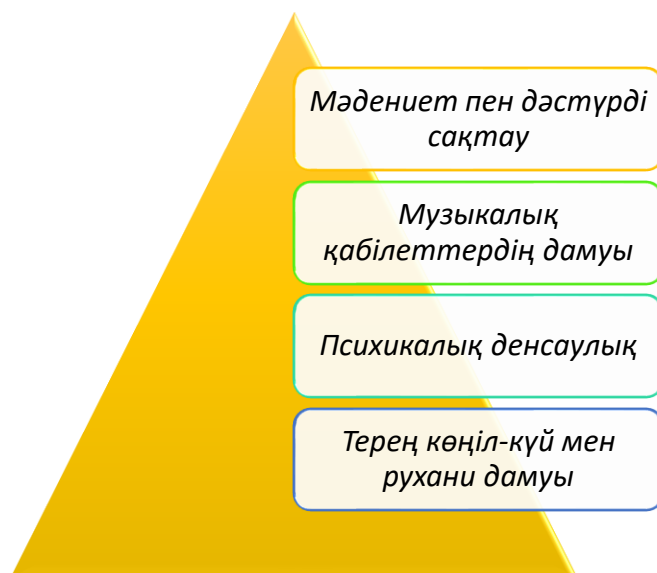 Мәдениет пен дәстүрді
сақтау
Музыкалық
қабілеттердің дамуы
Психикалық денсаулық
Терең көңіл-күй мен
рухани дамуы